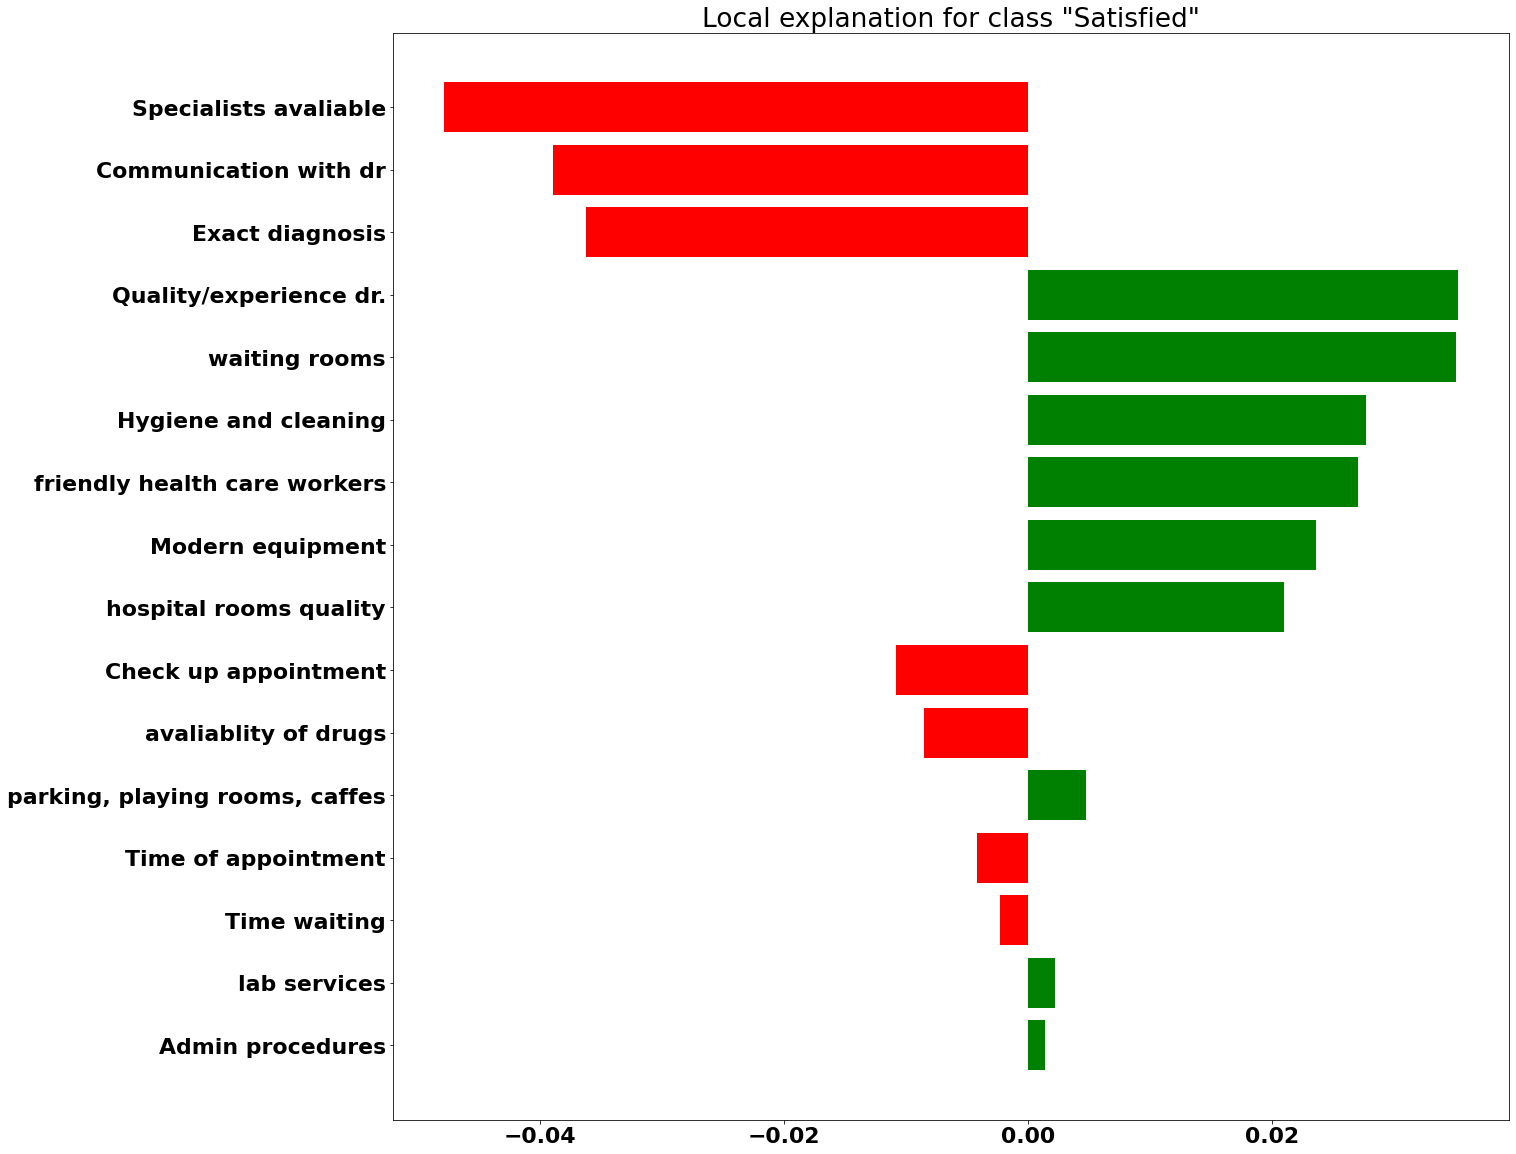 Local explanation for class "Satisfied"
Specialists avaliable
Communication with dr
Exact diagnosis
Quality/experience dr.
waiting rooms
Hygiene and cleaning
friendly health care workers
Modern equipment
hospital rooms quality
Check up appointment
avaliablity of drugs
parking, playing rooms, caffes
Time of appointment
Time waiting
lab services
Admin procedures
−0.04 −0.02 0.00 0.02